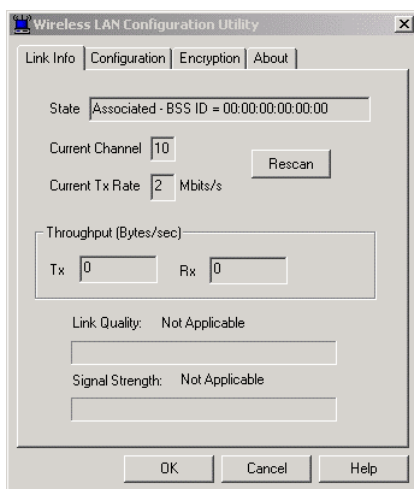 Wireless LAN Configuration Utility
Link Info Configuration Encryption About
State Associated - BSS ID = 00:00:00:00:00:00
Current Channel 10
Rescan
Current Tx Rate 2 Mbits/s
Throughput (Bytes/sec)
Tx 0 Rx 0
Link Quality: Not Applicable
Signal Strength: Not Applicable
OK Cancel Help